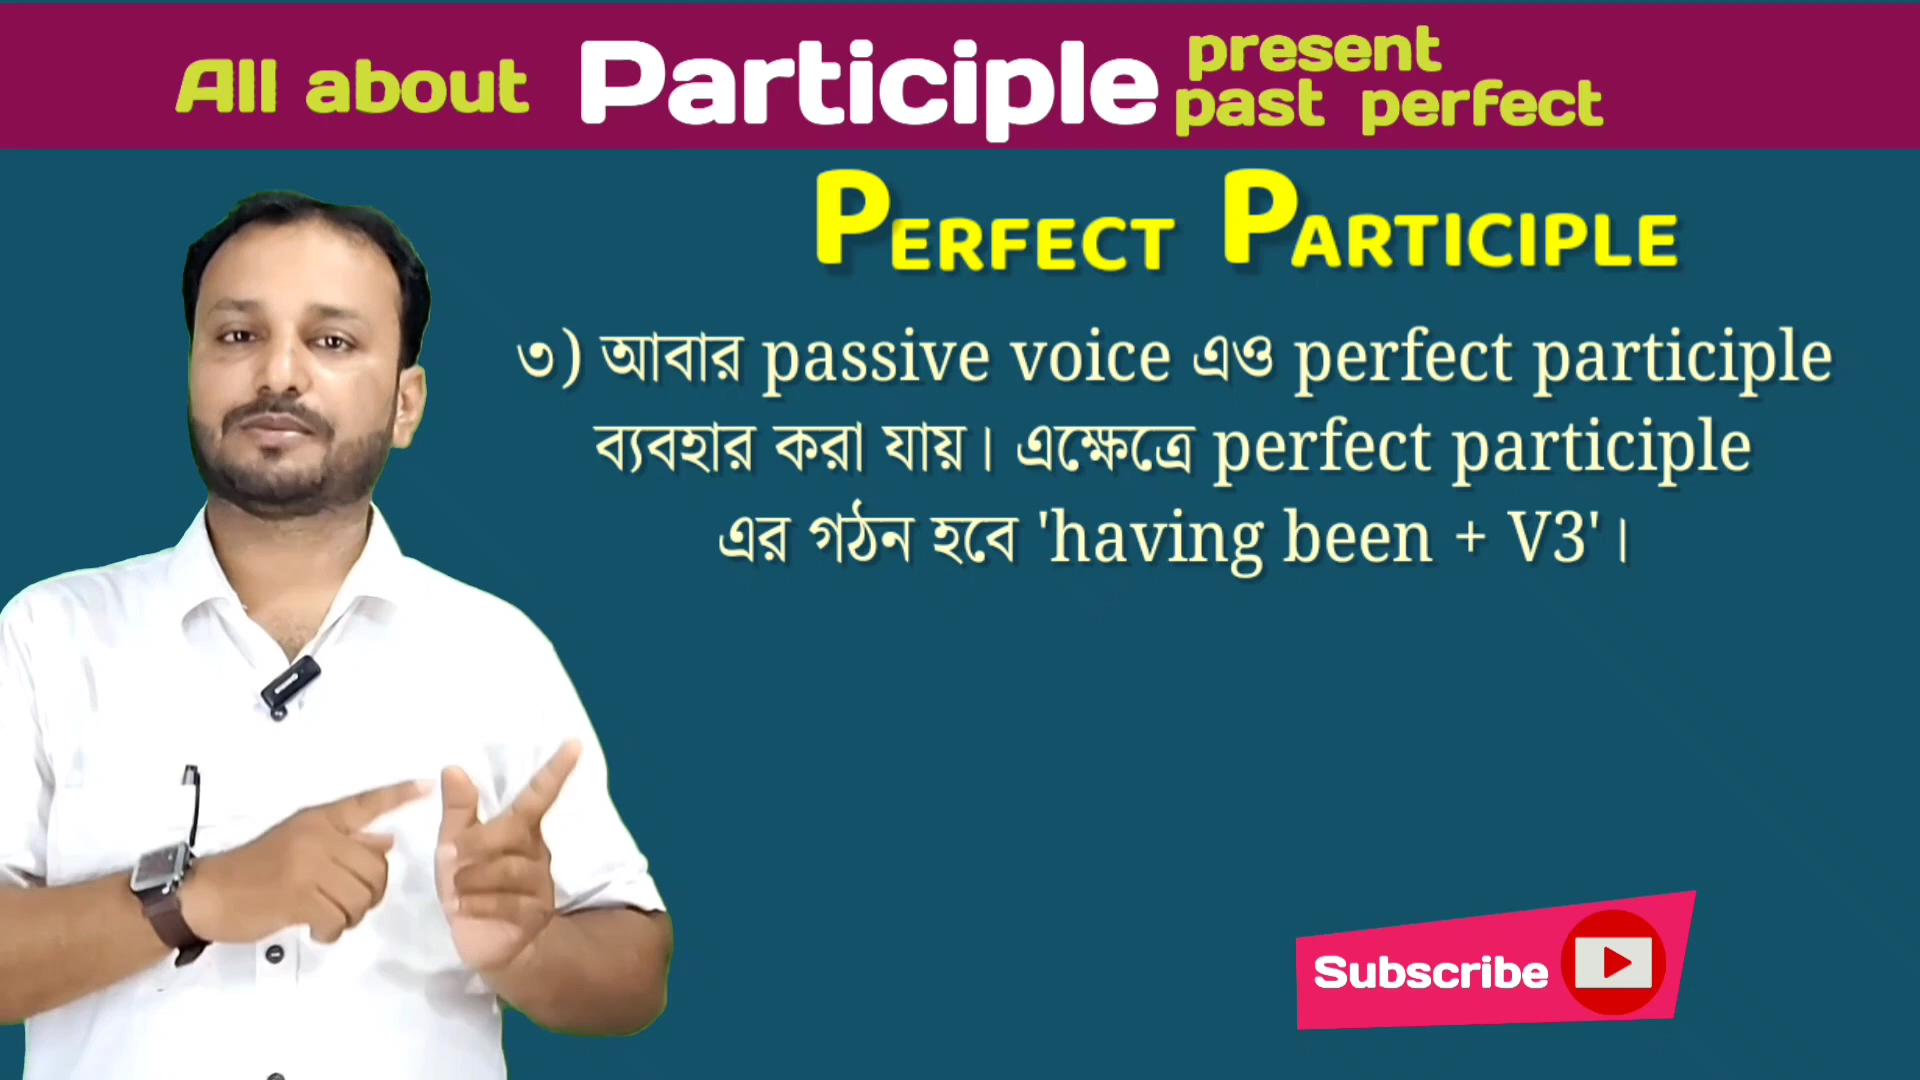 All about Participle present
past perfect
PERFECT PARTICIPLE
৩) আবার passive voice এও perfect participle
ব্যবহার করা যায়। এক্ষেত্রে perfect participle
এর গঠন হবে 'having been + V3'।
Subscribe